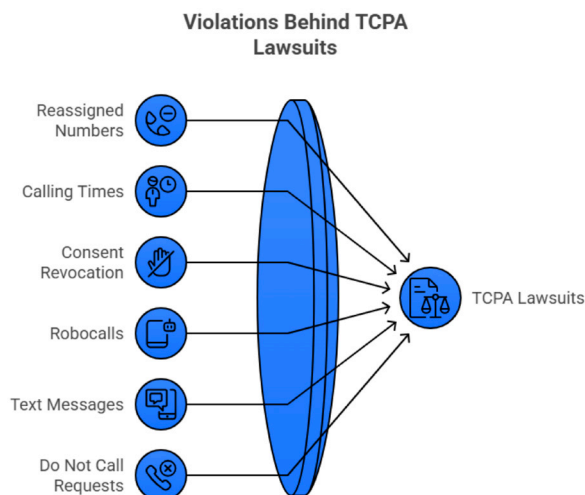 Violations Behind TCPA
Lawsuits
Reassigned
Numbers
Calling Times
Consent
Revocation
Robocalls
Text Messages
Do Not Call
Requests
TCPA Lawsuits